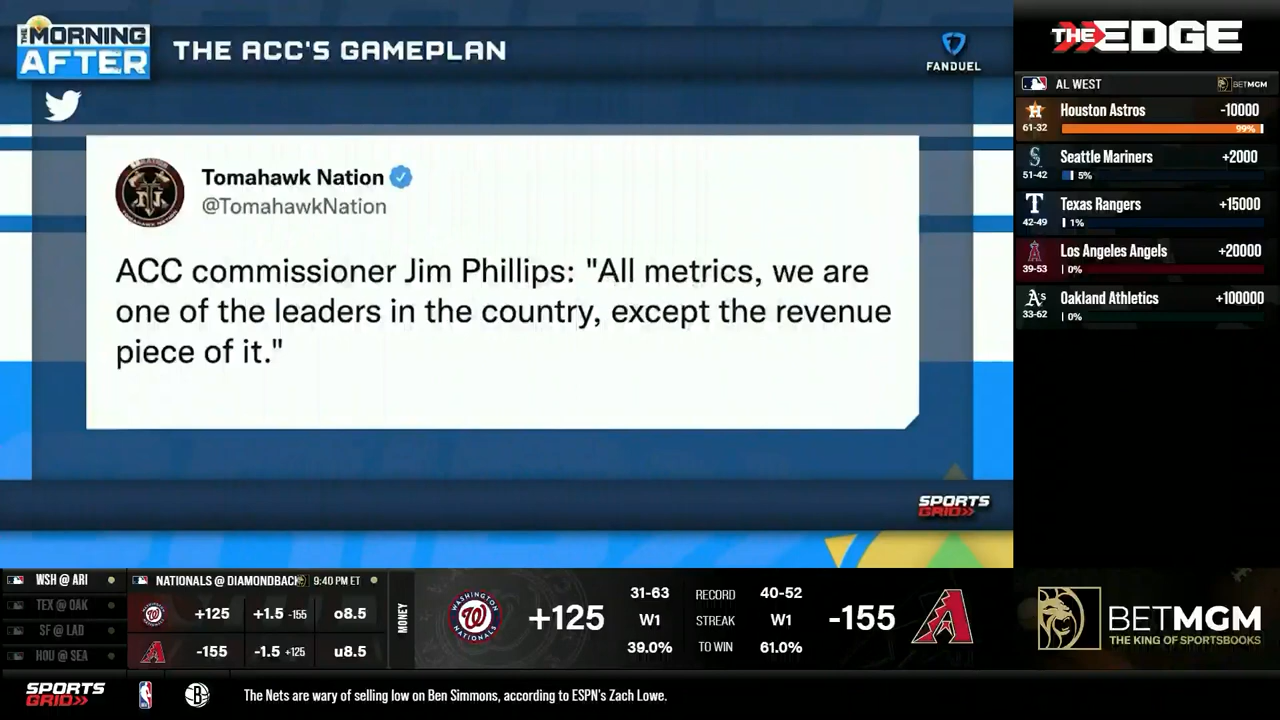 THE MORNING AFTER
THE ACC'S GAMEPLAN
FANDUEL
Tomahawk Nation
@TomahawkNation
ACC commissioner Jim Phillips: "All metrics, we are
one of the leaders in the country, except the revenue
piece of it."
SPORTS GRID
THE EDGE
AL WEST BETMGM
Houston Astros -10000
61-32 99%
Seattle Mariners +2000
51-42 5%
Texas Rangers +15000
42-49 1%
Los Angeles Angels +20000
39-53 0%
Oakland Athletics +100000
33-62 0%
WSH @ ARI
TEX @ OAK
SF @ LAD
HOU @ SEA
NATIONALS @ DIAMONDBACK 9:40 PM ET
+125 +1.5 -155 o8.5
-155 -1.5 +125 u8.5
MONEY
WASHINGTON NATIONALS
+125
31-63 RECORD 40-52
W1 STREAK W1
39.0% TO WIN 61.0%
-155
BETMGM
THE KING OF SPORTSBOOKS
SPORTS GRID
The Nets are wary of selling low on Ben Simmons, according to ESPN's Zach Lowe.